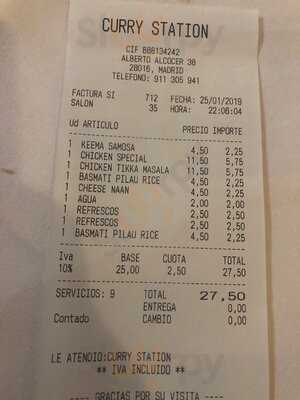 CURRY STATION
CIF B88134242
ALBERTO ALCOCER 38
28016, MADRID
TELEFONO: 911 305 941
FACTURA SI 712 FECHA: 25/01/2019
SALON 35 HORA: 22:08:04
Ud ARTICULO PRECIO IMPORTE
1 KEEMA SAMOSA 4,50 2,25
1 CHICKEN SPECIAL 11,50 5,75
1 CHICKEN TIKKA MASALA 11,50 5,75
1 BASMATI PILAU RICE 4,50 2,25
1 CHEESE NAAN 4,50 2,25
1 AGUA 2,00 2,00
1 REFRESCOS 2,50 2,50
1 REFRESCOS 2,50 2,50
1 BASMATI PILAU RICE 4,50 2,25
Iva BASE CUOTA TOTAL
10% 25,00 2,50 27,50
SERVICIOS: 9 TOTAL 27,50
ENTREGA 0,00
Contado CAMBIO 0,00
LE ATENDIO:CURRY STATION
** IVA INCLUIDO **
---- GRACIAS POR SU VISITA ----